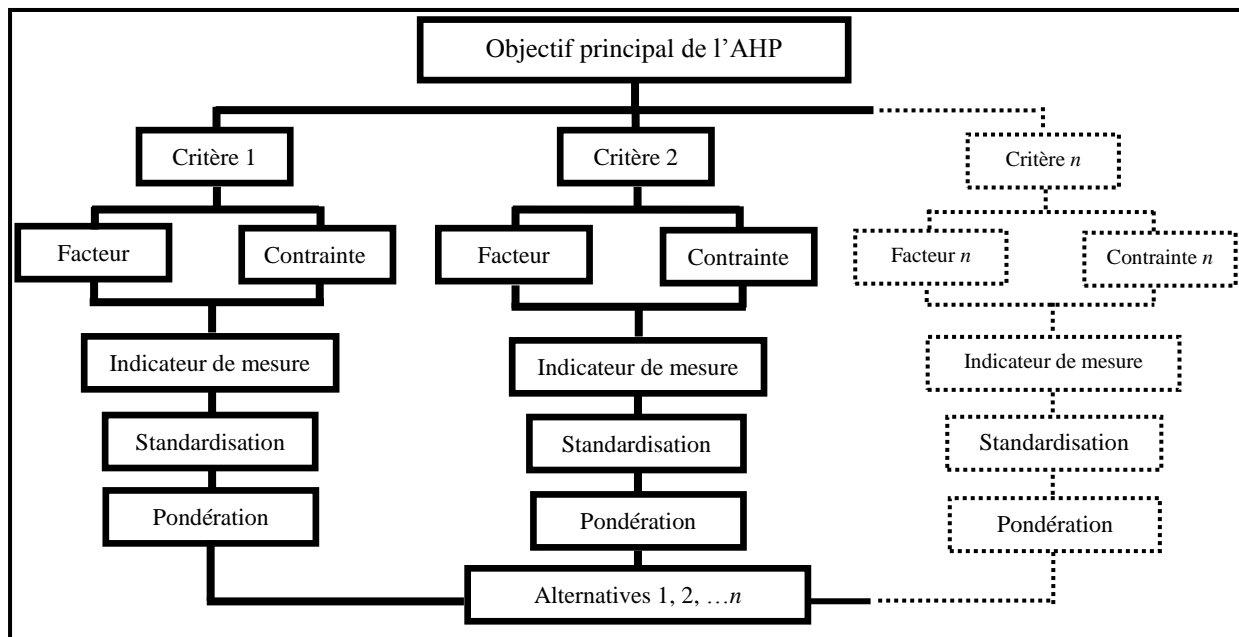 Objectif principal de l’AHP
Critère 1
Critère 2
Critère n
Facteur
Contrainte
Facteur
Contrainte
Facteur n
Contrainte n
Indicateur de mesure
Indicateur de mesure
Indicateur de mesure
Standardisation
Standardisation
Standardisation
Pondération
Pondération
Pondération
Alternatives 1, 2, …n